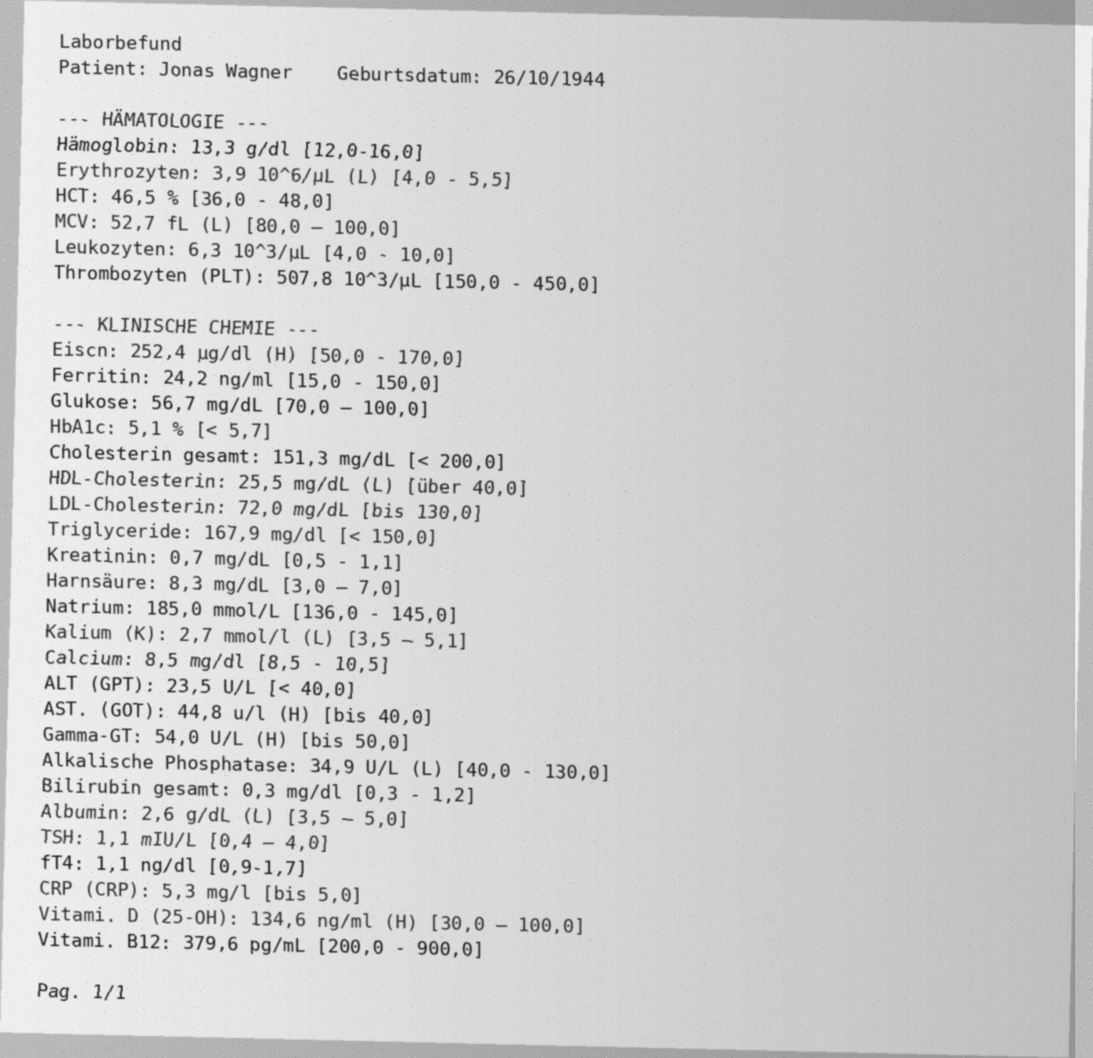 Laborbefund
Patient: Jonas Wagner    Geburtsdatum: 26/10/1944
--- HÄMATOLOGIE ---
Hämoglobin: 13,3 g/dl [12,0-16,0]
Erythrozyten: 3,9 10^6/µL (L) [4,0 - 5,5]
HCT: 46,5 % [36,0 - 48,0]
MCV: 52,7 fL (L) [80,0 – 100,0]
Leukozyten: 6,3 10^3/µL [4,0 - 10,0]
Thrombozyten (PLT): 507,8 10^3/µL [150,0 - 450,0]
--- KLINISCHE CHEMIE ---
Eiscn: 252,4 µg/dl (H) [50,0 - 170,0]
Ferritin: 24,2 ng/ml [15,0 - 150,0]
Glukose: 56,7 mg/dL [70,0 – 100,0]
HbA1c: 5,1 % [< 5,7]
Cholesterin gesamt: 151,3 mg/dL [< 200,0]
HDL-Cholesterin: 25,5 mg/dL (L) [über 40,0]
LDL-Cholesterin: 72,0 mg/dL [bis 130,0]
Triglyceride: 167,9 mg/dl [< 150,0]
Kreatinin: 0,7 mg/dL [0,5 - 1,1]
Harnsäure: 8,3 mg/dL [3,0 – 7,0]
Natrium: 185,0 mmol/L [136,0 - 145,0]
Kalium (K): 2,7 mmol/l (L) [3,5 – 5,1]
Calcium: 8,5 mg/dl [8,5 - 10,5]
ALT (GPT): 23,5 U/L [< 40,0]
AST. (GOT): 44,8 u/l (H) [bis 40,0]
Gamma-GT: 54,0 U/L (H) [bis 50,0]
Alkalische Phosphatase: 34,9 U/L (L) [40,0 - 130,0]
Bilirubin gesamt: 0,3 mg/dl [0,3 - 1,2]
Albumin: 2,6 g/dL (L) [3,5 – 5,0]
TSH: 1,1 mIU/L [0,4 – 4,0]
fT4: 1,1 ng/dl [0,9-1,7]
CRP (CRP): 5,3 mg/l [bis 5,0]
Vitami. D (25-OH): 134,6 ng/ml (H) [30,0 – 100,0]
Vitami. B12: 379,6 pg/mL [200,0 - 900,0]
Pag. 1/1